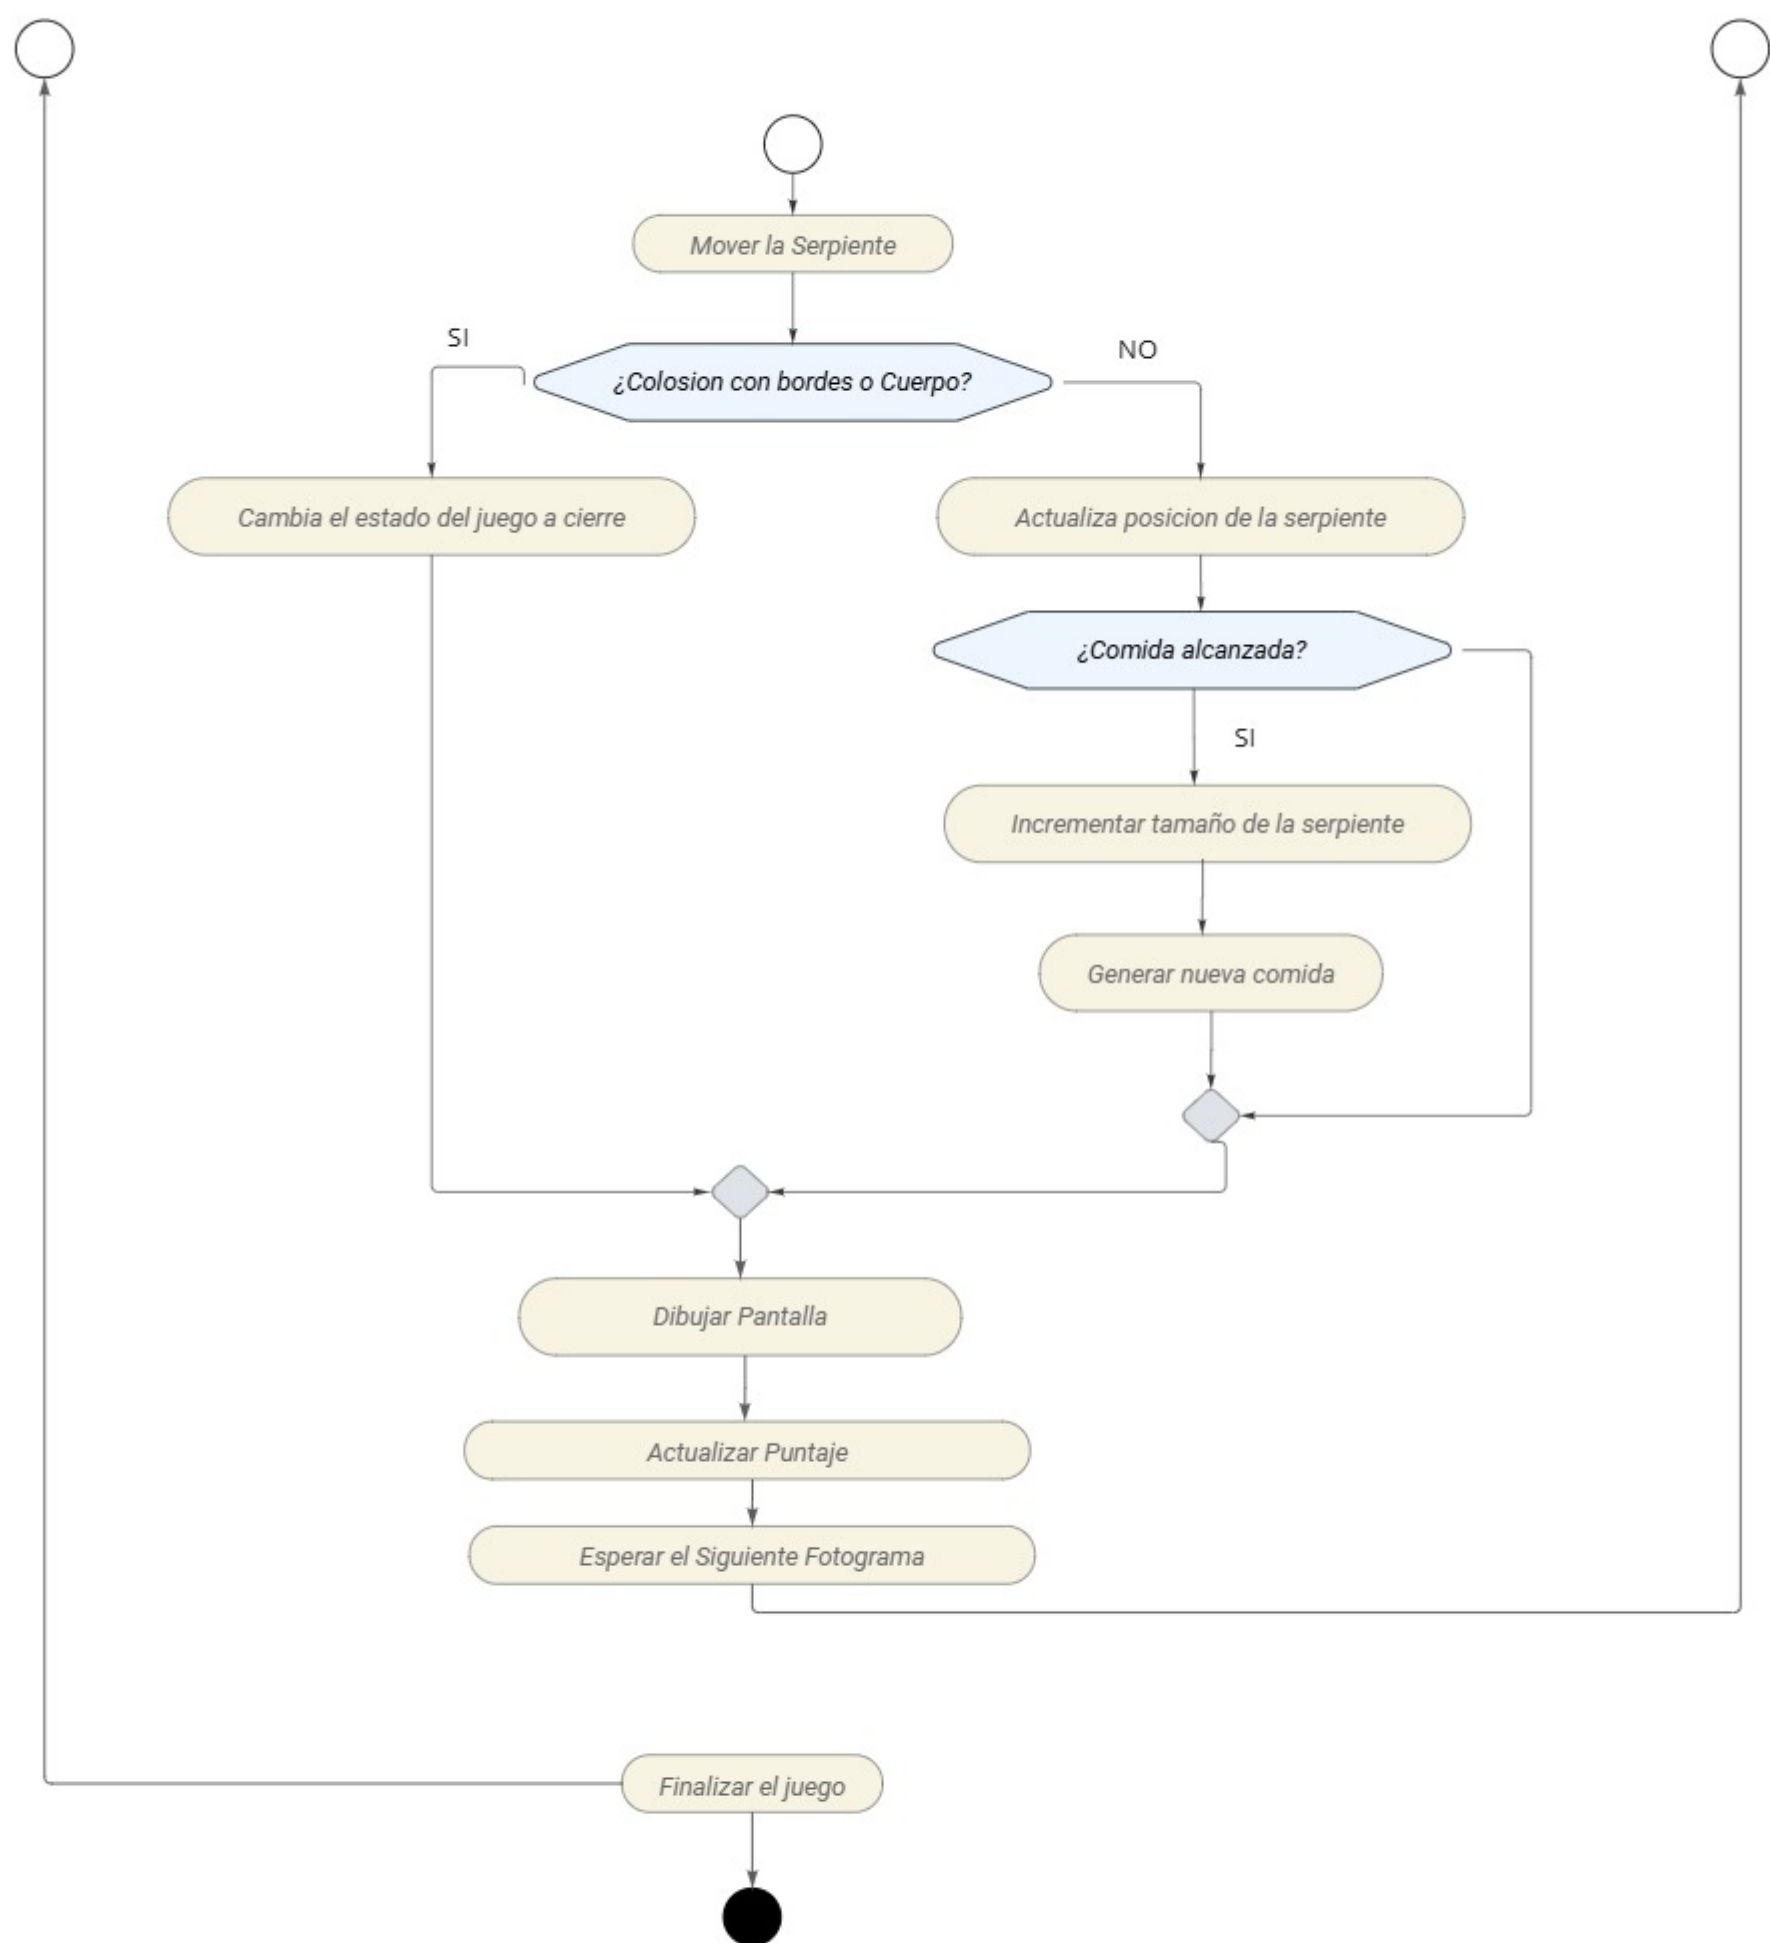 Mover la Serpiente
SI
NO
¿Colosion con bordes o Cuerpo?
Cambia el estado del juego a cierre
Actualiza posicion de la serpiente
¿Comida alcanzada?
SI
Incrementar tamaño de la serpiente
Generar nueva comida
Dibujar Pantalla
Actualizar Puntaje
Esperar el Siguiente Fotograma
Finalizar el juego